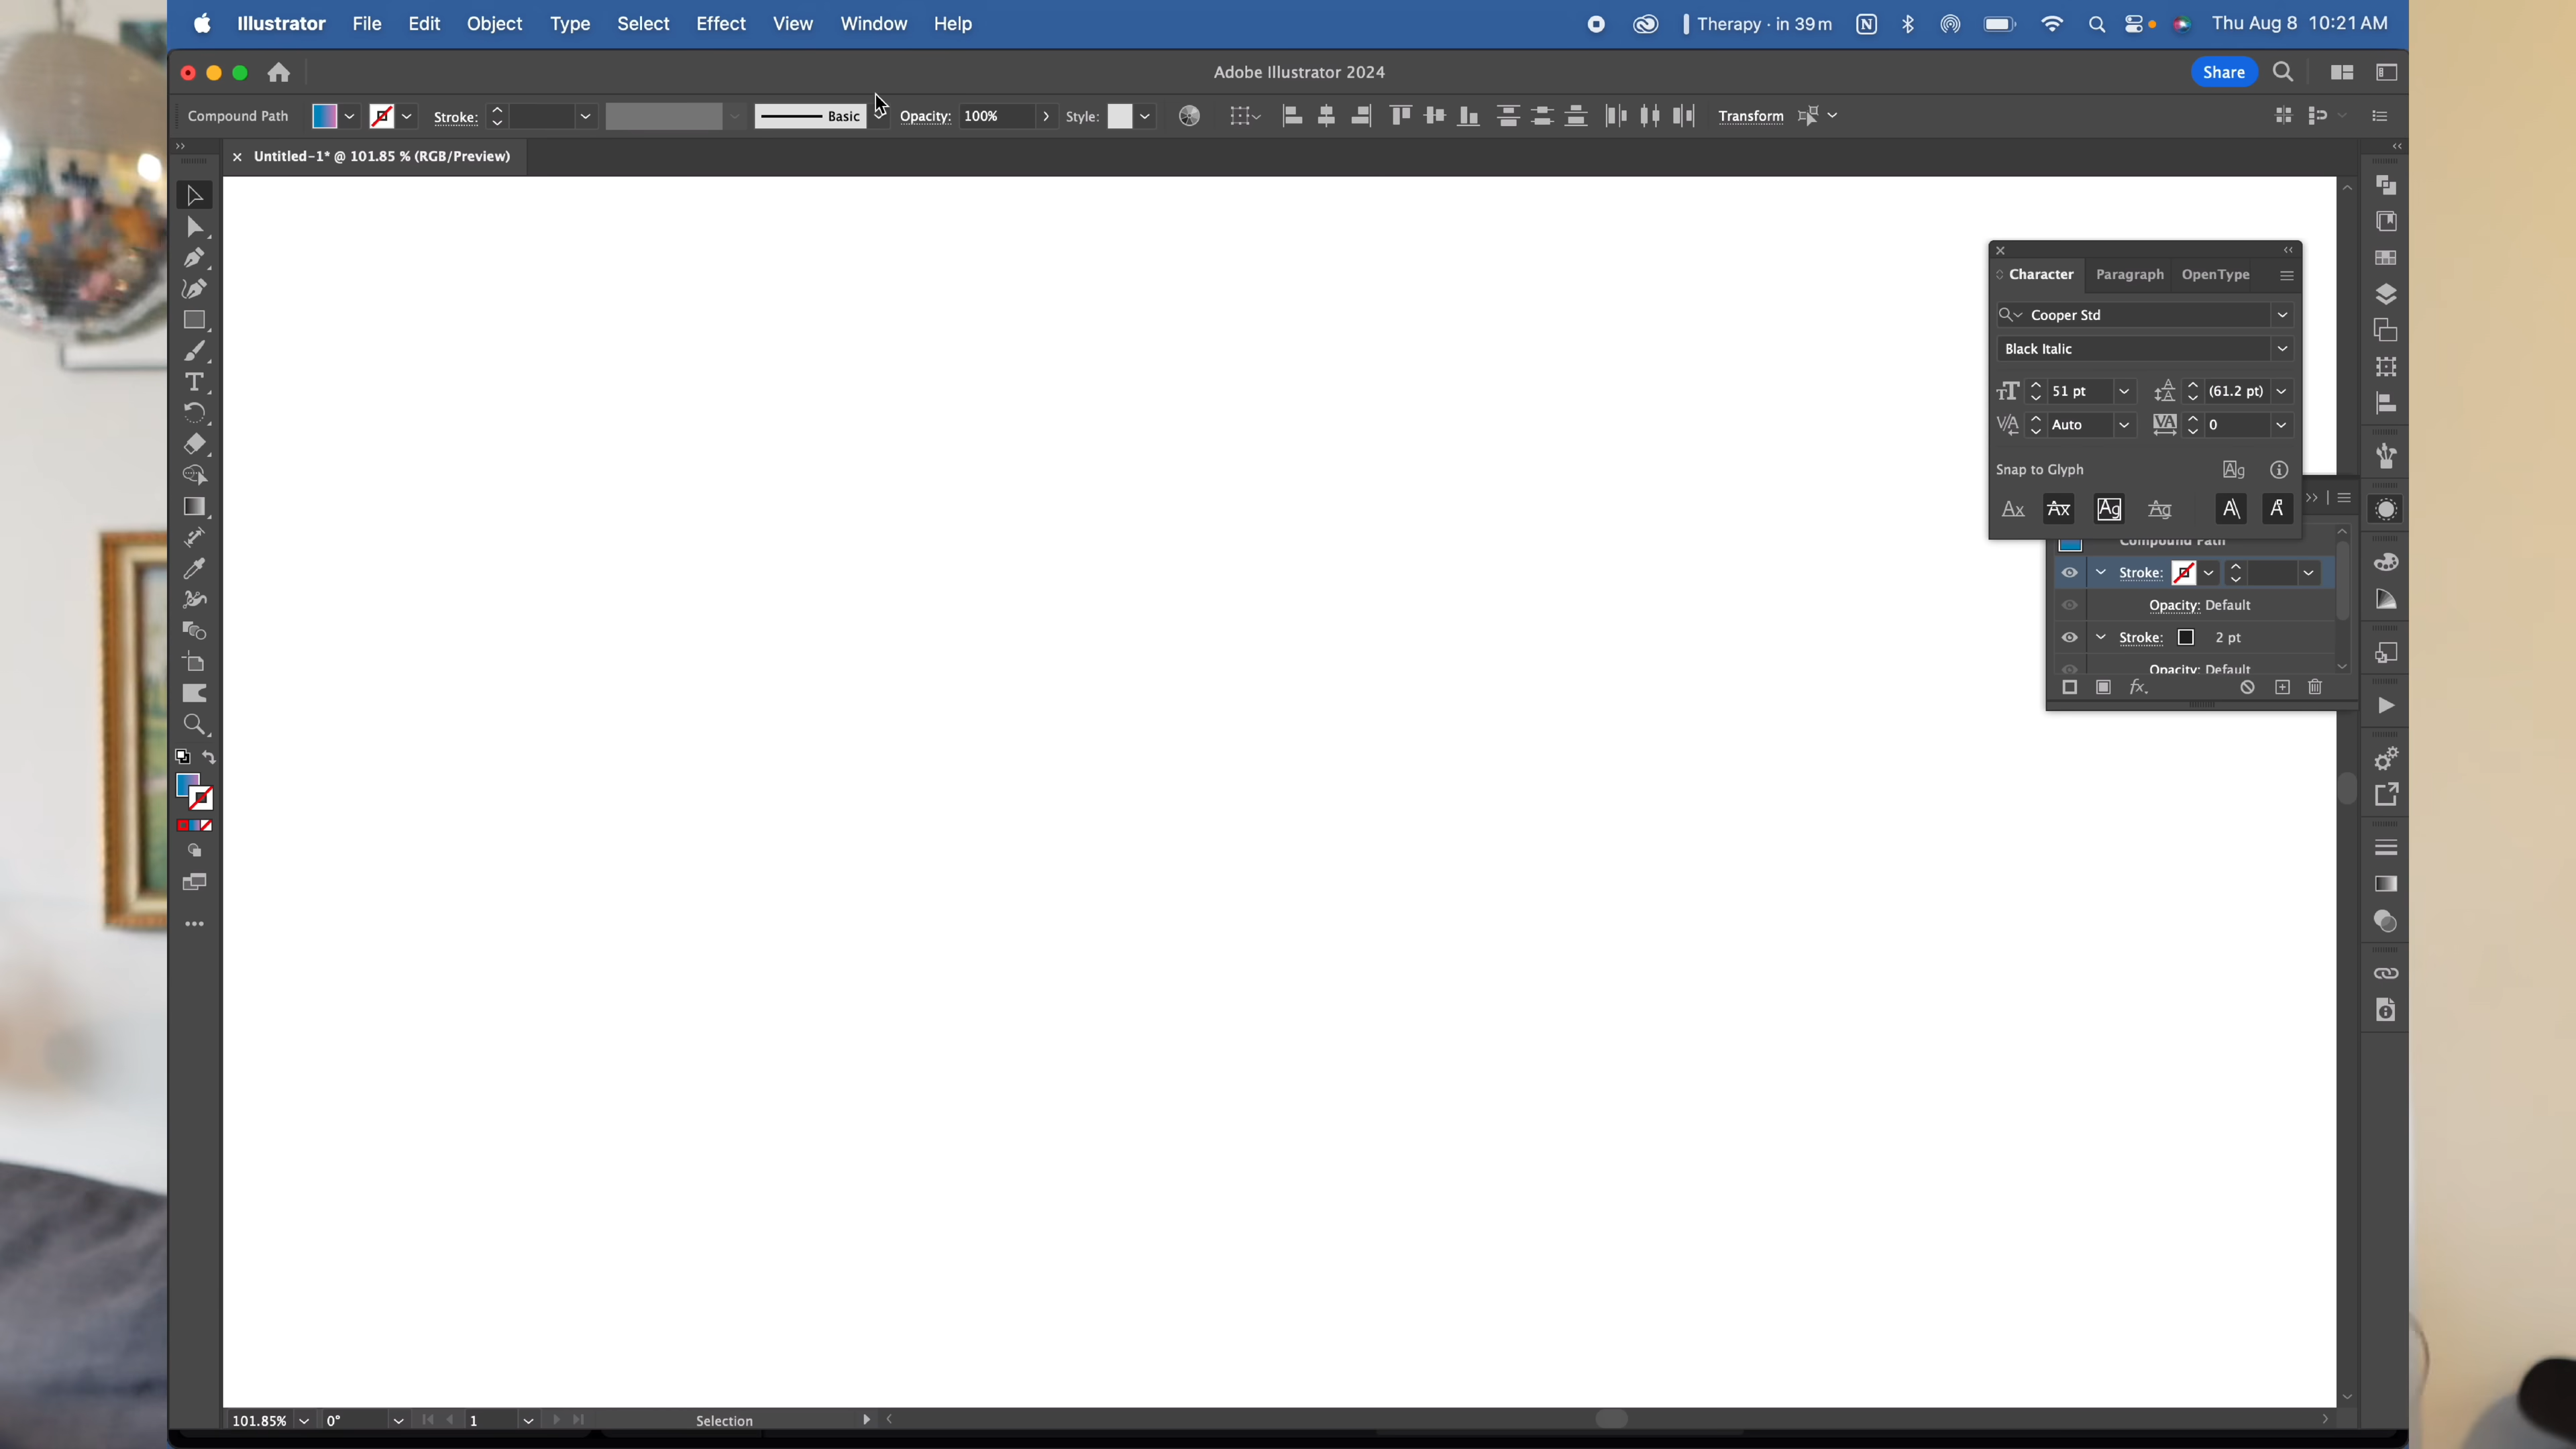 Illustrator File Edit Object Type Select Effect View Window Help Therapy · in 39 m Thu Aug 8 10:21 AM
Adobe Illustrator 2024 Share
Compound Path Stroke: Basic Opacity: 100% Style: Transform
Untitled-1* @ 101.85 % (RGB/Preview)
Character Paragraph OpenType
Cooper Std
Black Italic
51 pt (61.2 pt)
Auto 0
Snap to Glyph
Compound Path
Stroke:
Opacity: Default
Stroke: 2 pt
Opacity: Default
fx.
101.85% 0° 1 Selection